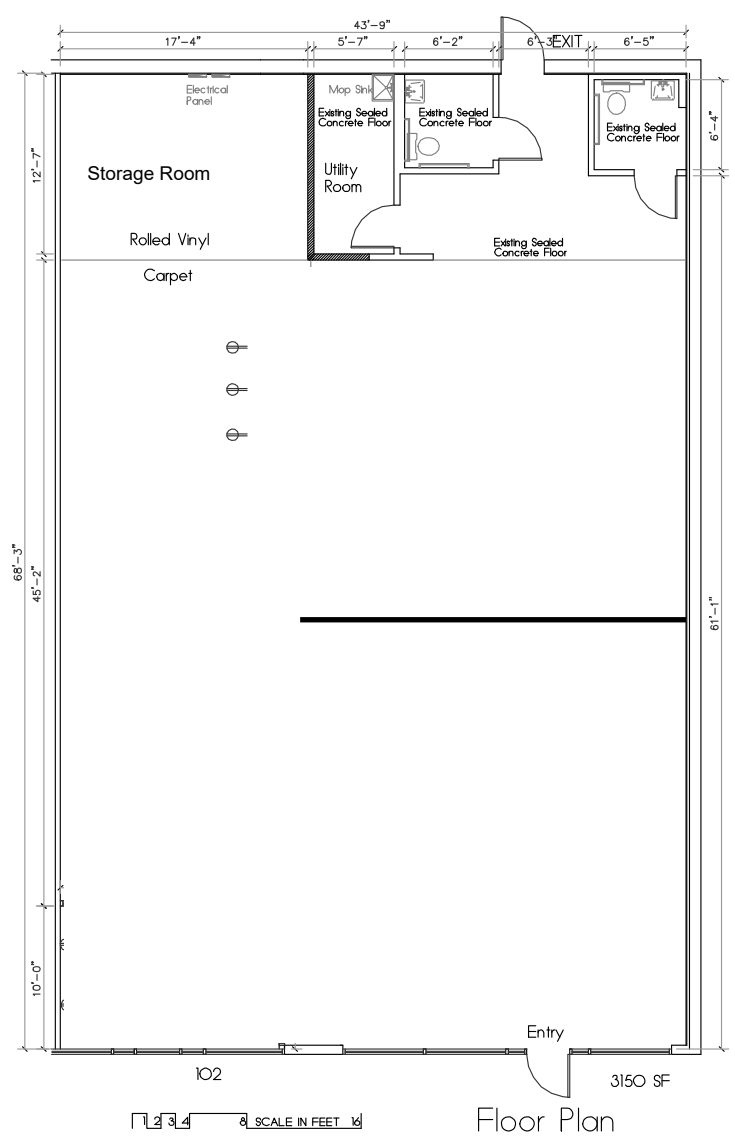 43'-9"
17'-4"
5'-7"
6'-2"
6'-3"
EXIT
6'-5"
Electrical
Panel
Mop Sink
Existing Sealed
Concrete Floor
Existing Sealed
Concrete Floor
Existing Sealed
Concrete Floor
6'-4"
12'-7"
Storage Room
Utility
Room
Rolled Vinyl
Existing Sealed
Concrete Floor
Carpet
68'-3"
45'-2"
61'-1"
10'-0"
Entry
102
3150 SF
1 2 3 4 8 SCALE IN FEET 16
Floor Plan